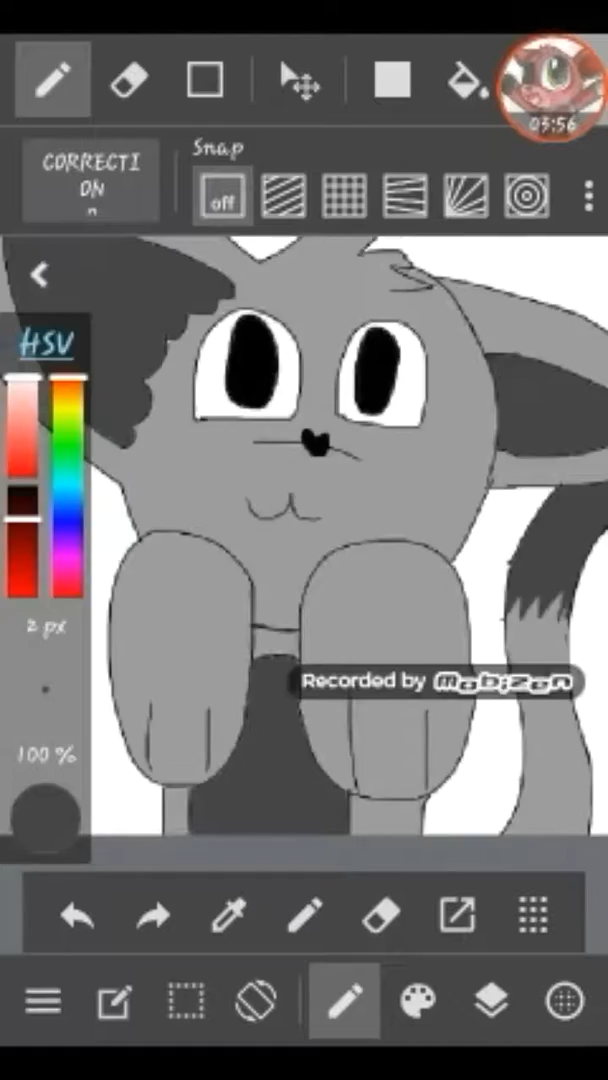 03:56
CORRECTI
ON
n
Snap
off
HSV
2 px
100 %
Recorded by Mobizen